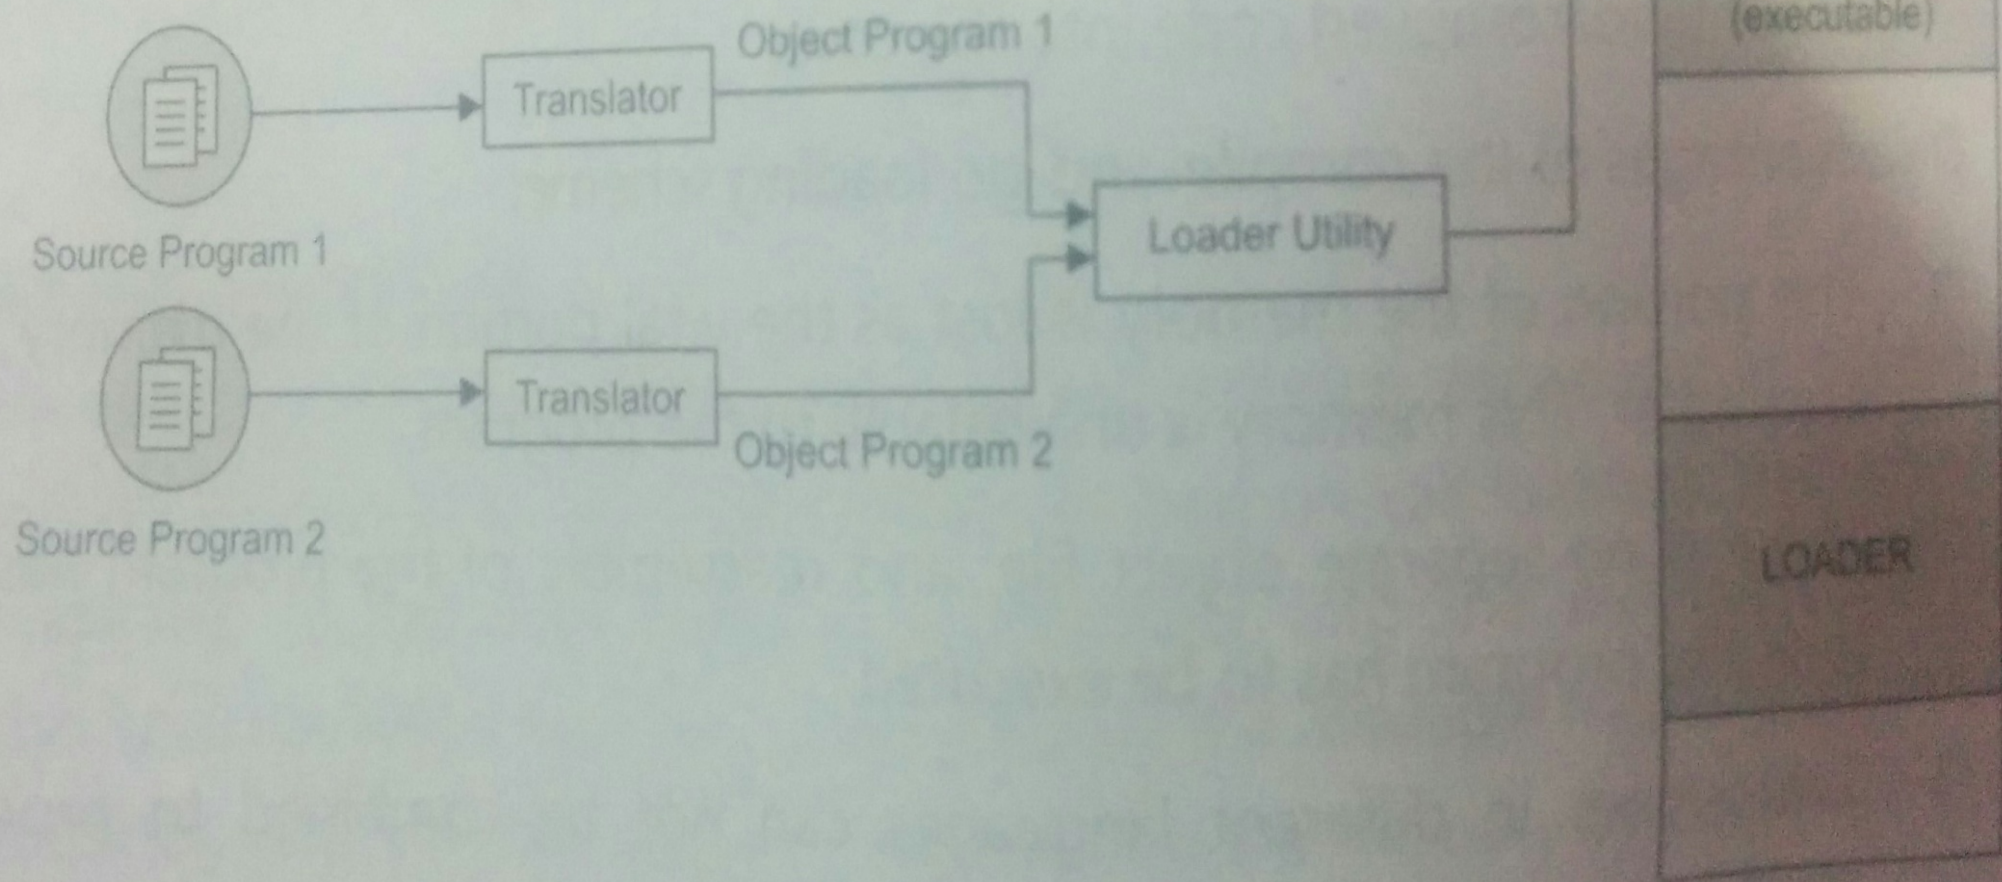 Object Program 1
(executable)
Translator
Source Program 1
Loader Utility
Translator
Object Program 2
Source Program 2
LOADER